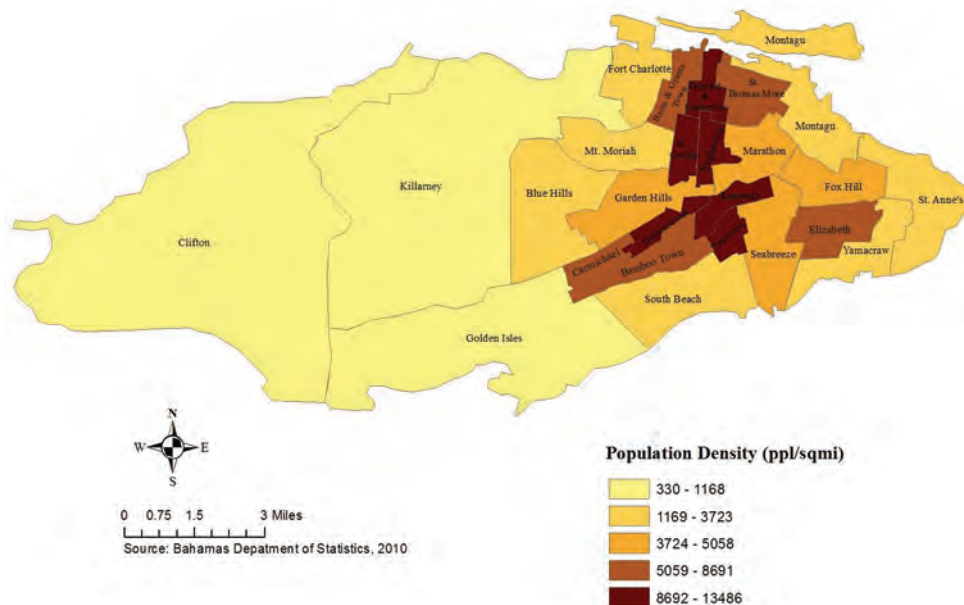 Montagu
Fort Charlotte
Bains & Grants
Town
St.
Thomas More
Montagu
Mt. Moriah
Marathon
Killarney
Blue Hills
Garden Hills
Fox Hill
St. Anne's
Clifton
Elizabeth
Carmichael
Bamboo Town
Seabreeze
Yamacraw
South Beach
Golden Isles
N
W E
S
0 0.75 1.5 3 Miles
Source: Bahamas Depatment of Statistics, 2010
Population Density (ppl/sqmi)
330 - 1168
1169 - 3723
3724 - 5058
5059 - 8691
8692 - 13486